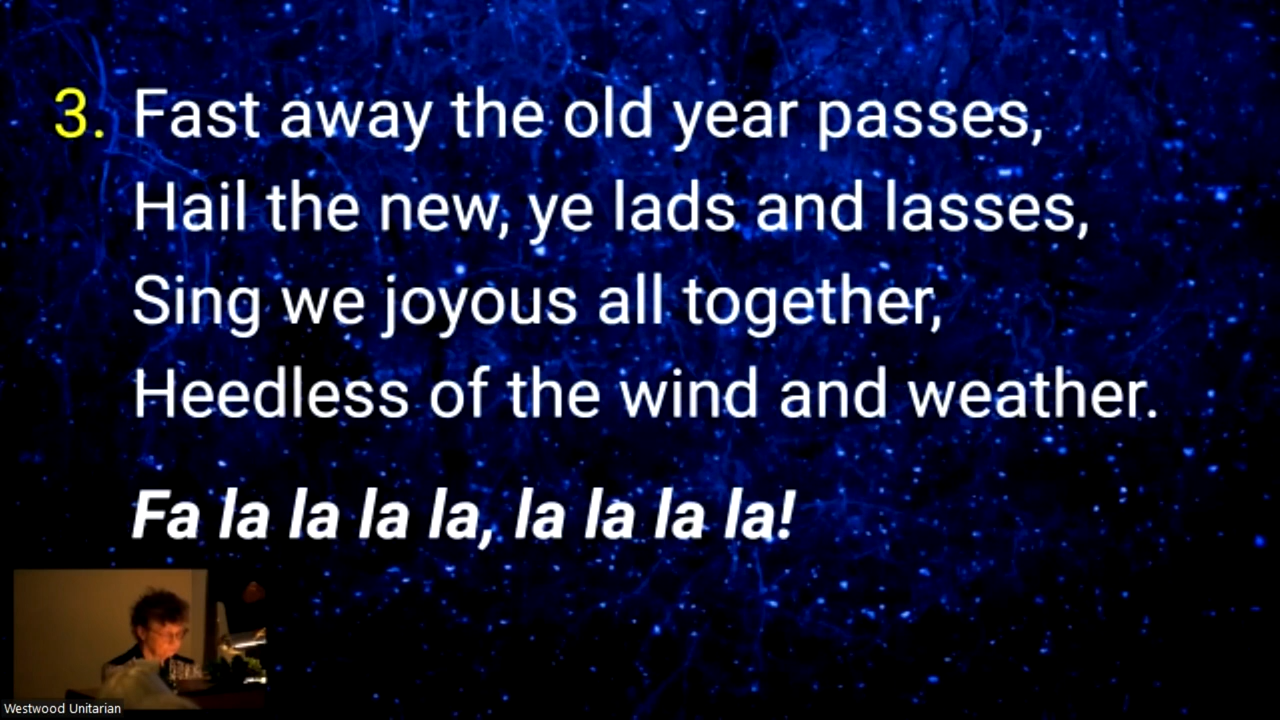 3. Fast away the old year passes,
Hail the new, ye lads and lasses,
Sing we joyous all together,
Heedless of the wind and weather.
Fa la la la la, la la la la!
Westwood Unitarian